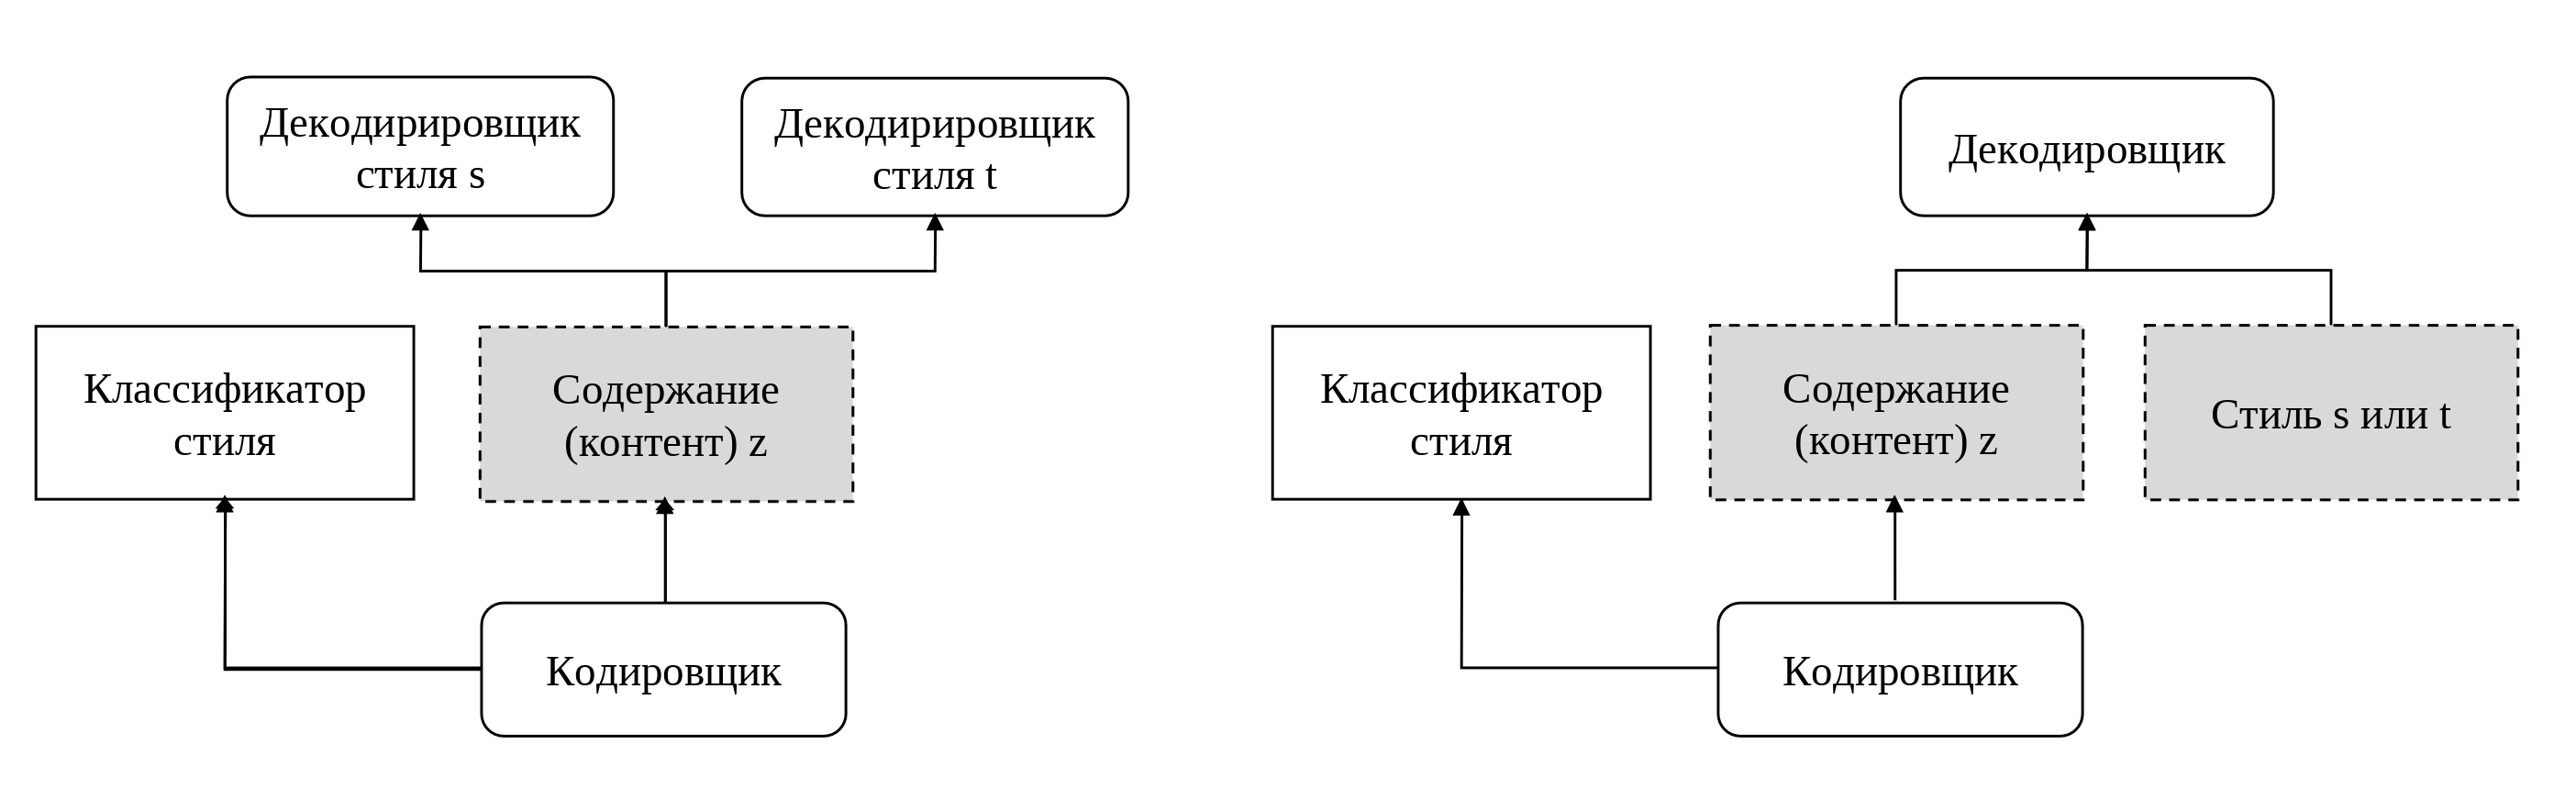 Декодирировщик
стиля s
Декодирировщик
стиля t
Классификатор
стиля
Содержание
(контент) z
Кодировщик
Декодировщик
Классификатор
стиля
Содержание
(контент) z
Стиль s или t
Кодировщик